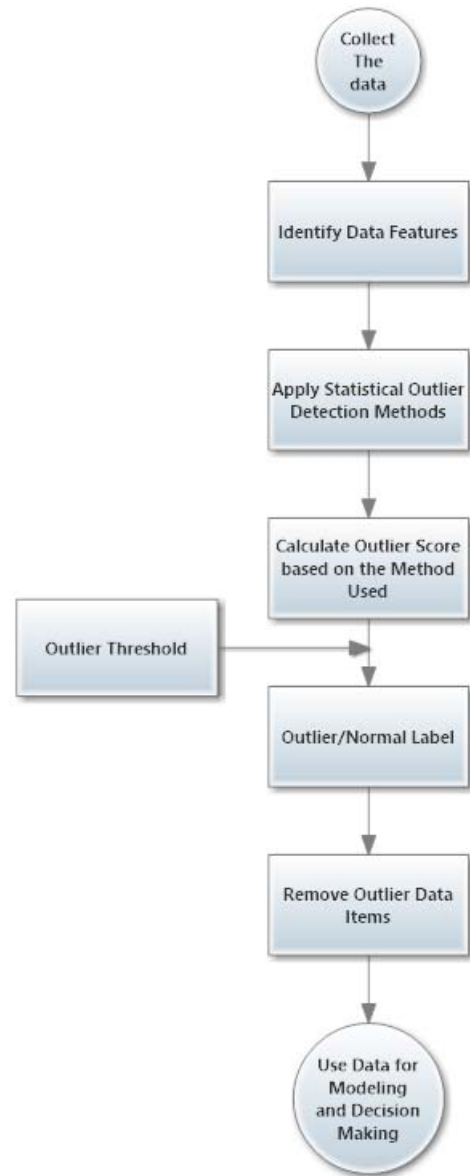 Collect
The
data
Identify Data Features
Apply Statistical Outlier
Detection Methods
Calculate Outlier Score
based on the Method
Used
Outlier Threshold
Outlier/Normal Label
Remove Outlier Data
Items
Use Data for
Modeling
and Decision
Making